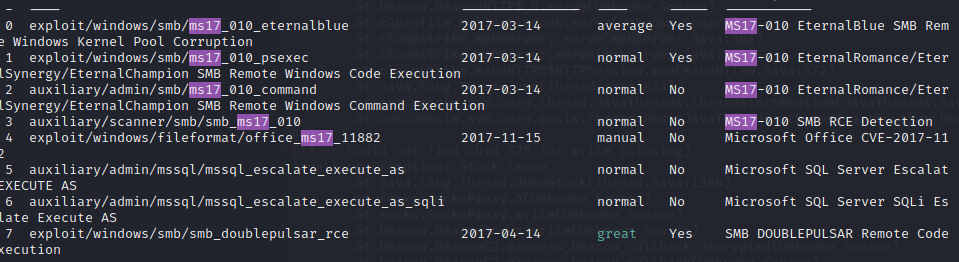 0 exploit/windows/smb/ms17_010_eternalblue 2017-03-14 average Yes MS17-010 EternalBlue SMB Rem
e Windows Kernel Pool Corruption
1 exploit/windows/smb/ms17_010_psexec 2017-03-14 normal Yes MS17-010 EternalRomance/Eter
lSynergy/EternalChampion SMB Remote Windows Code Execution
2 auxiliary/admin/smb/ms17_010_command 2017-03-14 normal No MS17-010 EternalRomance/Eter
lSynergy/EternalChampion SMB Remote Windows Command Execution
3 auxiliary/scanner/smb/smb_ms17_010 normal No MS17-010 SMB RCE Detection
4 exploit/windows/fileformat/office_ms17_11882 2017-11-15 manual No Microsoft Office CVE-2017-11
2
5 auxiliary/admin/mssql/mssql_escalate_execute_as normal No Microsoft SQL Server Escalat
EXECUTE AS
6 auxiliary/admin/mssql/mssql_escalate_execute_as_sqli normal No Microsoft SQL Server SQLi Es
late Execute AS
7 exploit/windows/smb/smb_doublepulsar_rce 2017-04-14 great Yes SMB DOUBLEPULSAR Remote Code
xecution